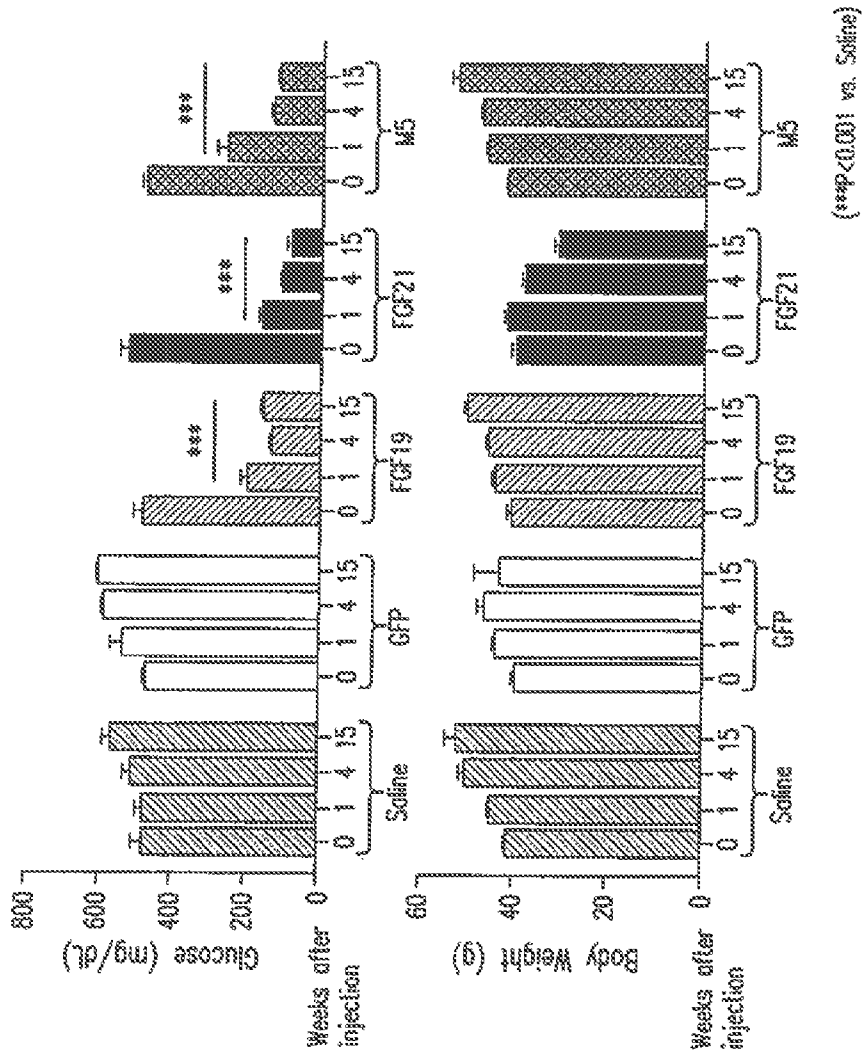 800
600
400
200
0
Glucose (mg/dL)
***
***
***
0 1 4 15 0 1 4 15 0 1 4 15 0 1 4 15 0 1 4 15
Weeks after
injection
Saline GFP FGF19 FGF21 M5
60
40
20
0
Body Weight (g)
0 1 4 15 0 1 4 15 0 1 4 15 0 1 4 15 0 1 4 15
Weeks after
injection
Saline GFP FGF19 FGF21 M5
(***P<0.001 vs. Saline)